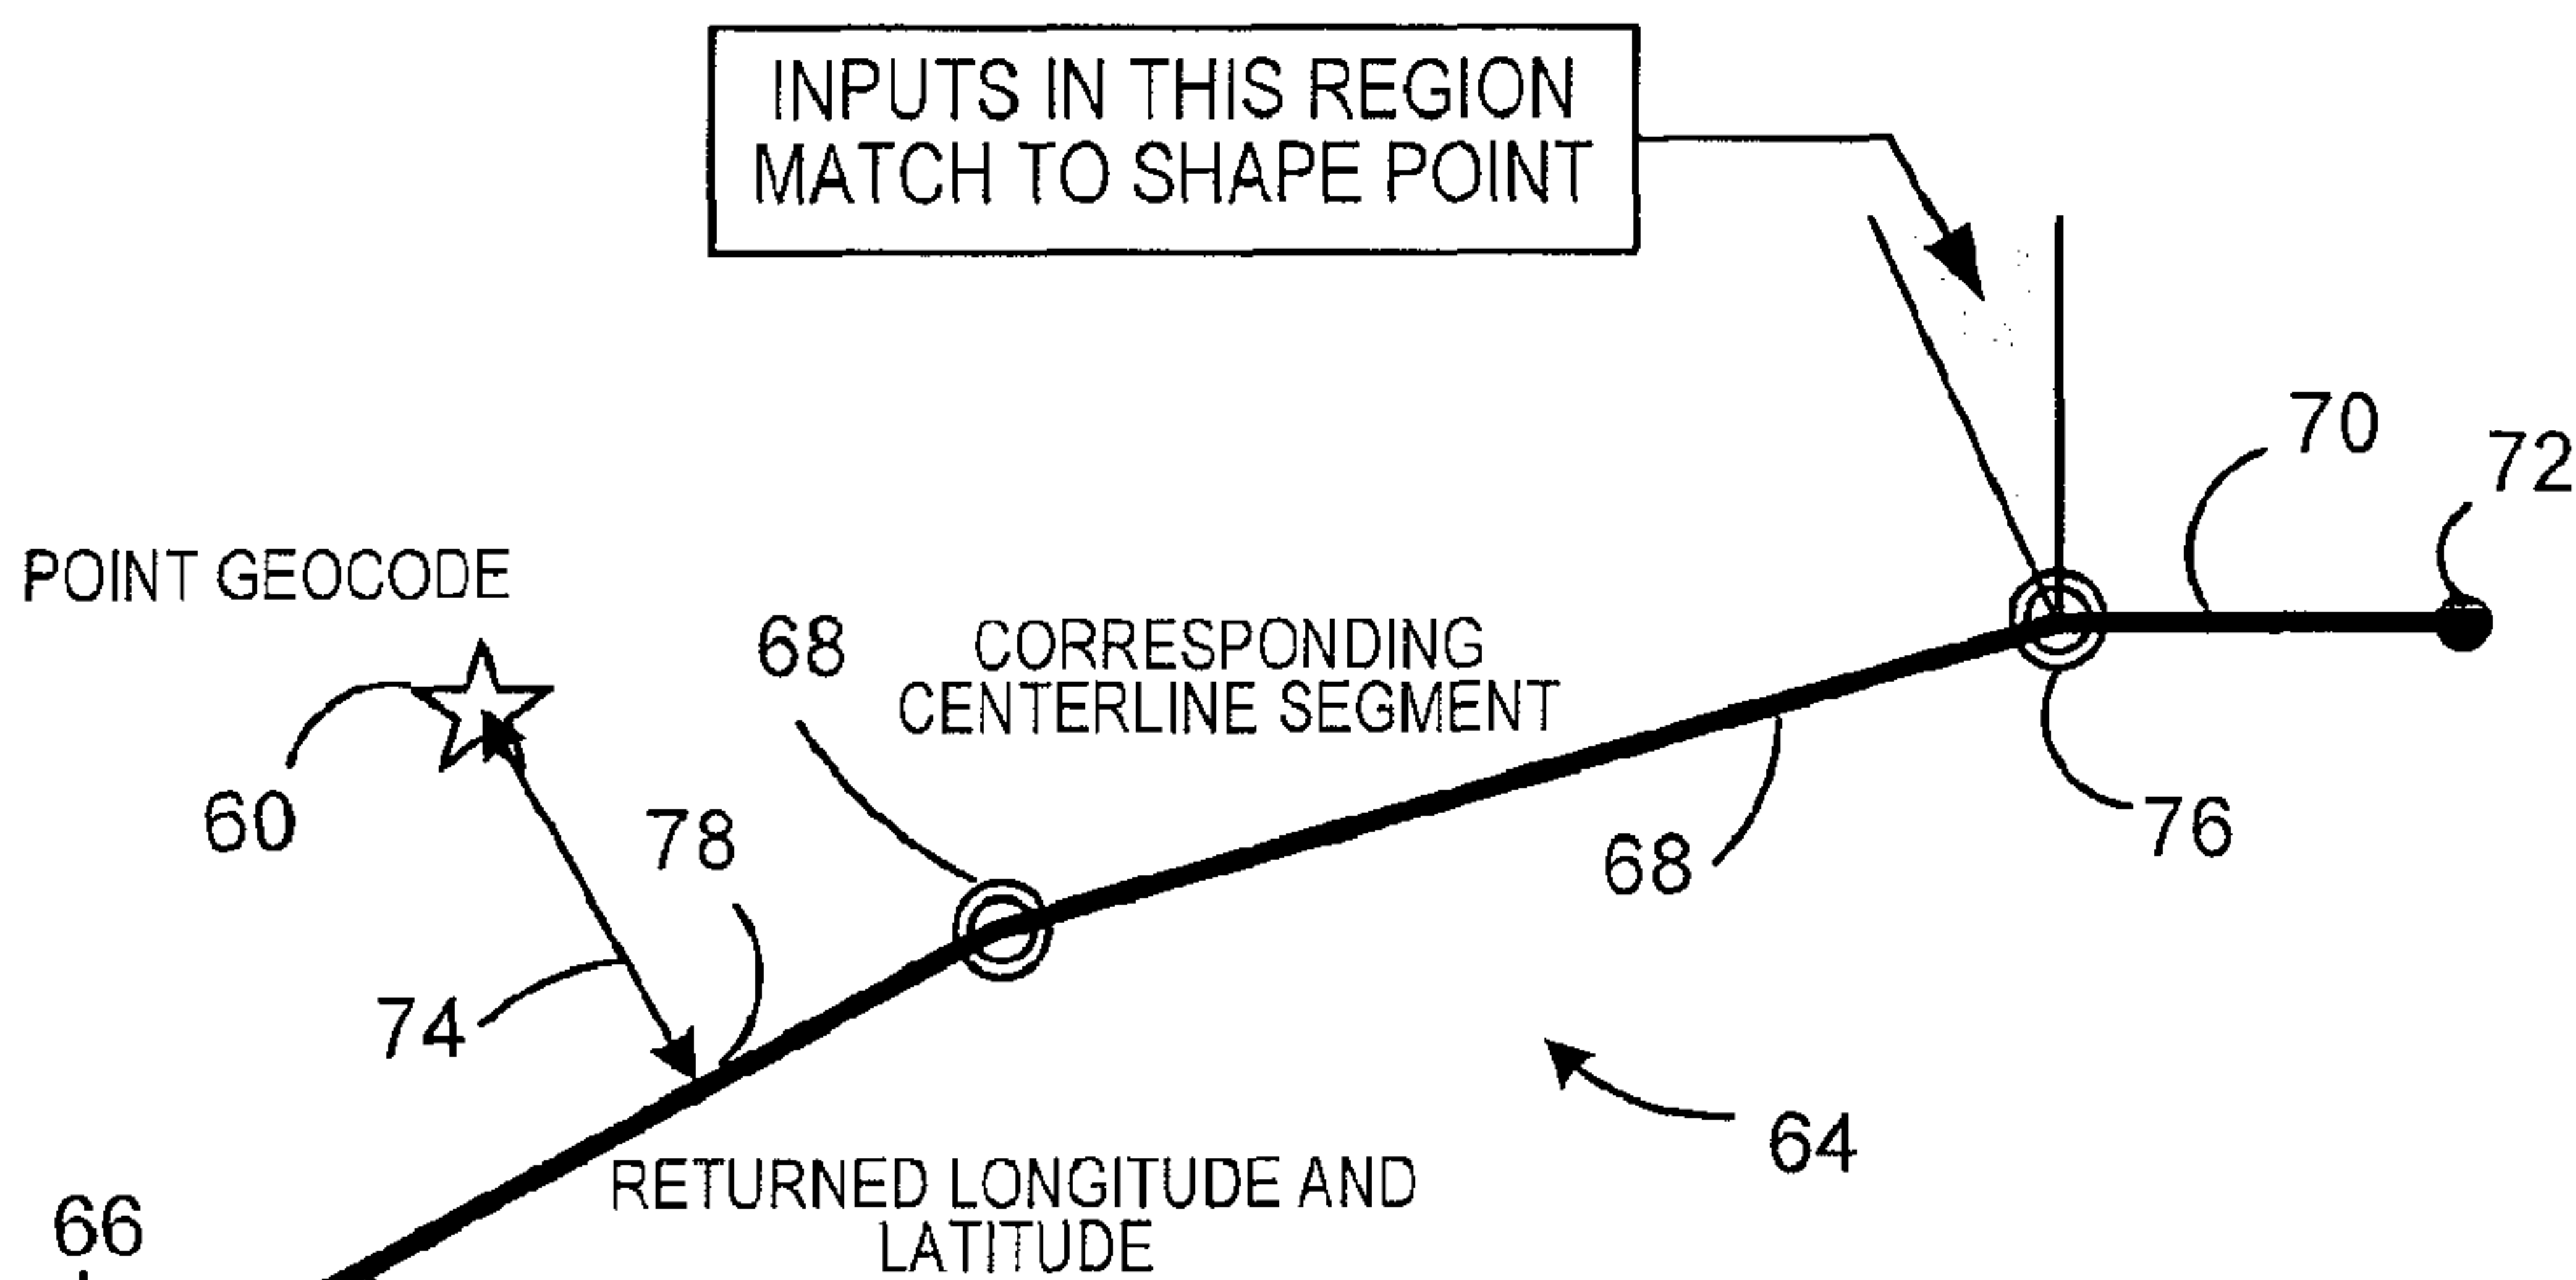 INPUTS IN THIS REGION
MATCH TO SHAPE POINT
70
72
POINT GEOCODE
68
CORRESPONDING
CENTERLINE SEGMENT
60
78
68
76
74
64
RETURNED LONGITUDE AND
LATITUDE
66